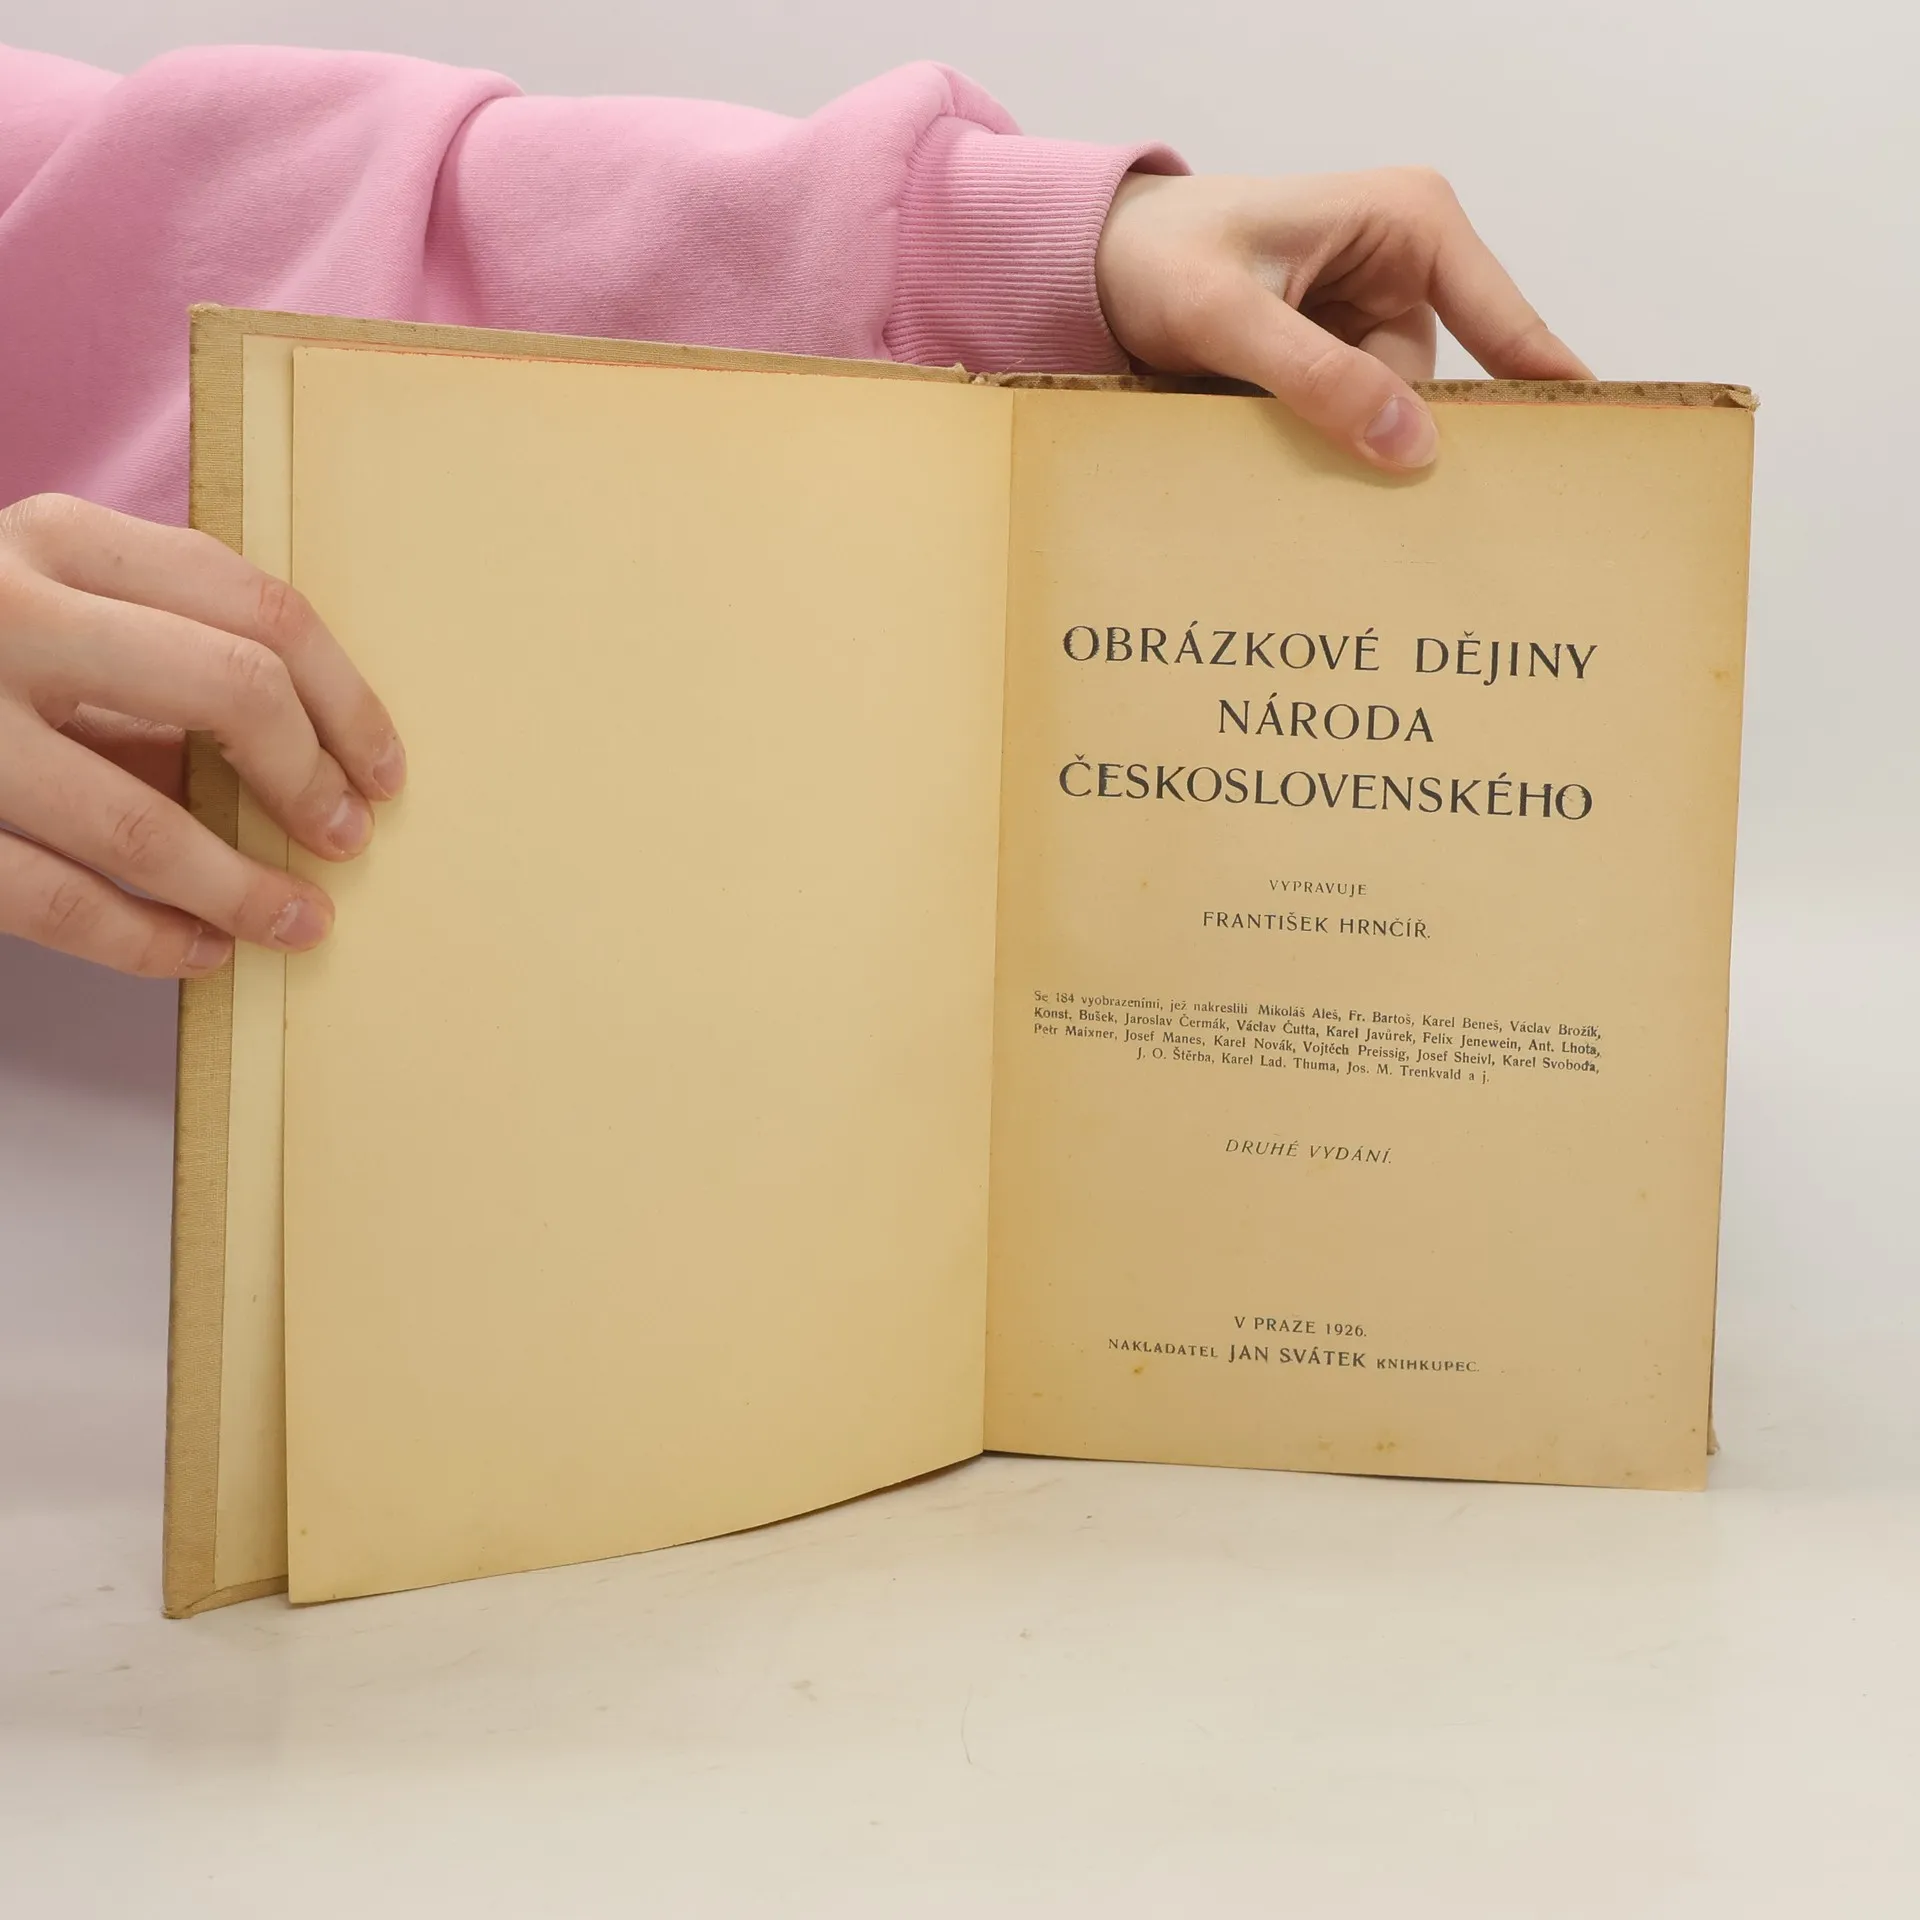 OBRÁZKOVÉ DĚJINY
NÁRODA
ČESKOSLOVENSKÉHO
VYPRAVUJE
FRANTIŠEK HRNČÍŘ.
Se 184 vyobrazeními, jež nakreslili Mikoláš Aleš, Fr. Bartoš, Karel Beneš, Václav Brožík,
Konst. Bušek, Jaroslav Čermák, Václav Čutta, Karel Javůrek, Felix Jenewein, Ant. Lhota,
Petr Maixner, Josef Manes, Karel Novák, Vojtěch Preissig, Josef Sheivl, Karel Svoboda,
J. O. Štěrba, Karel Lad. Thuma, Jos. M. Trenkvald a j.
DRUHÉ VYDÁNÍ.
V PRAZE 1926.
NAKLADATEL JAN SVÁTEK KNIHKUPEC.